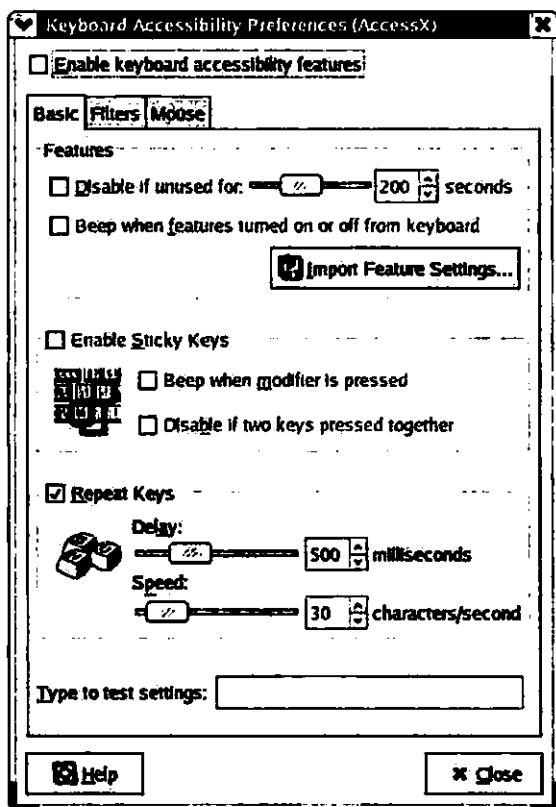 Keyboard Accessibility Preferences (AccessX)
Enable keyboard accessibility features
Basic Filters Mouse
Features
Disable if unused for: 200 seconds
Beep when features turned on or off from keyboard
Import Feature Settings...
Enable Sticky Keys
Beep when modifier is pressed
Disable if two keys pressed together
Repeat Keys
Delay:
500 milliseconds
Speed:
30 characters/second
Type to test settings:
Help Close